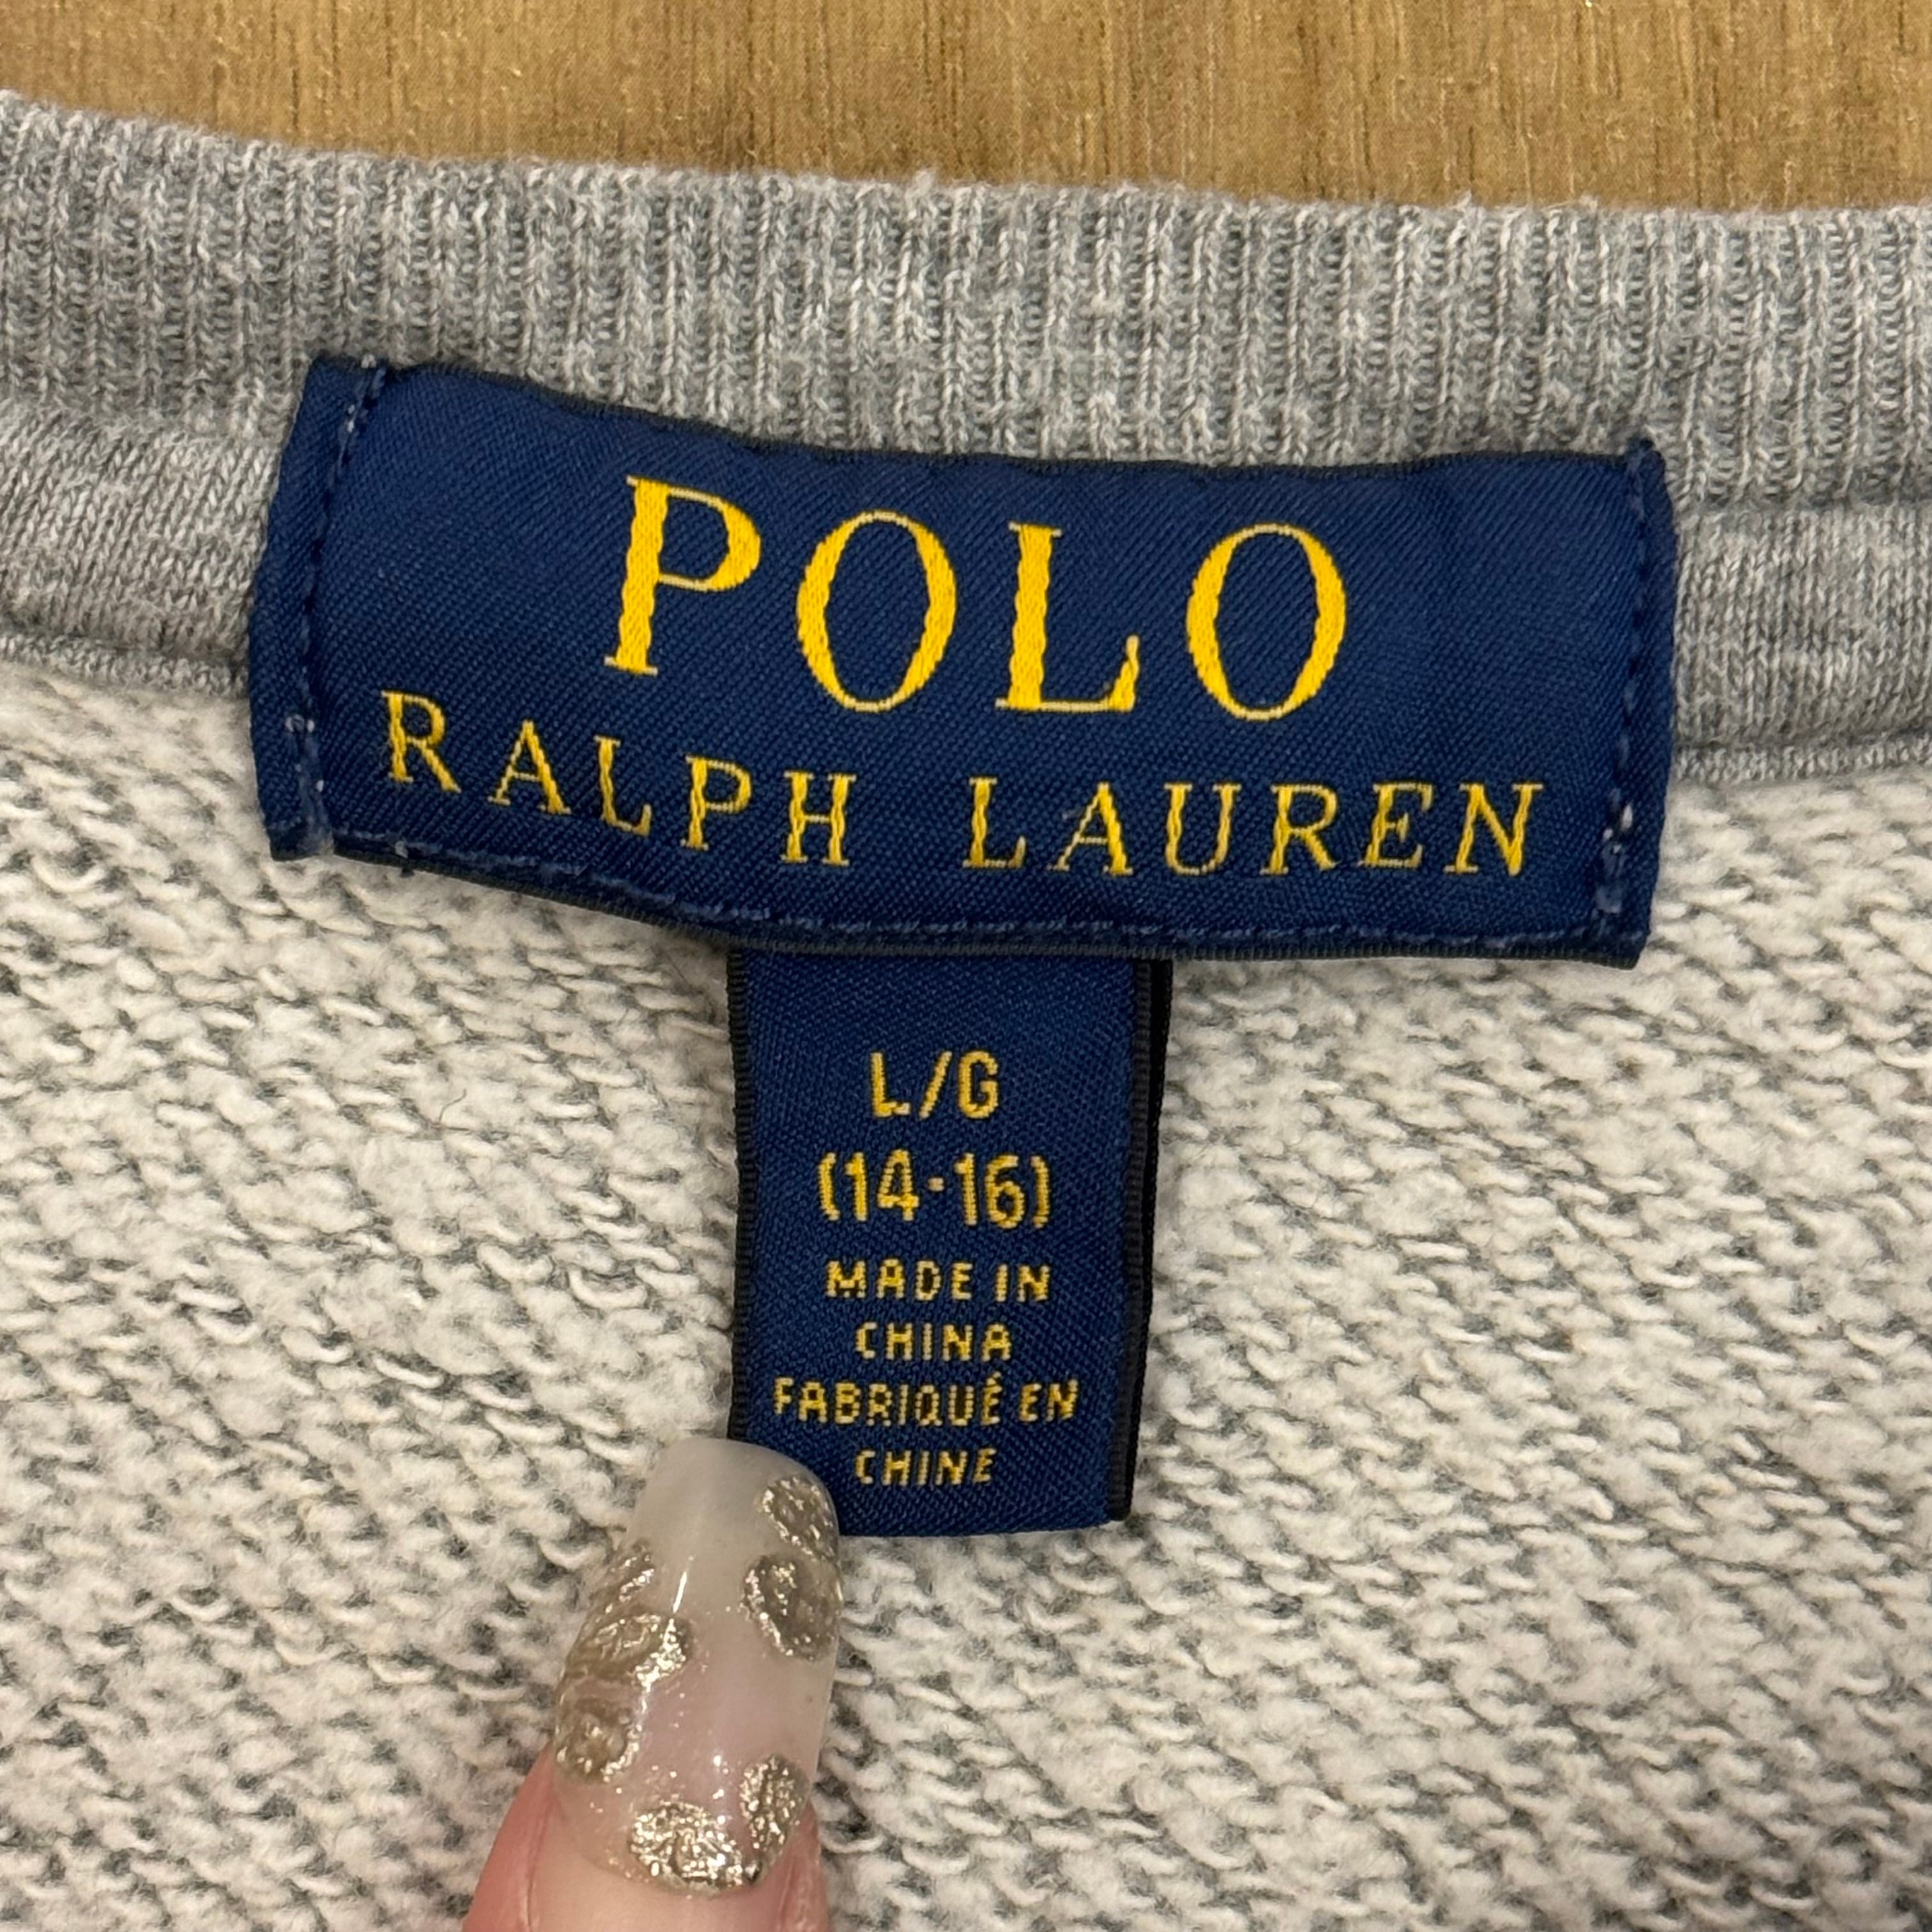 POLO
RALPH LAUREN
L/G
(14-16)
MADE IN
CHINA
FABRIQUÉ EN
CHINE